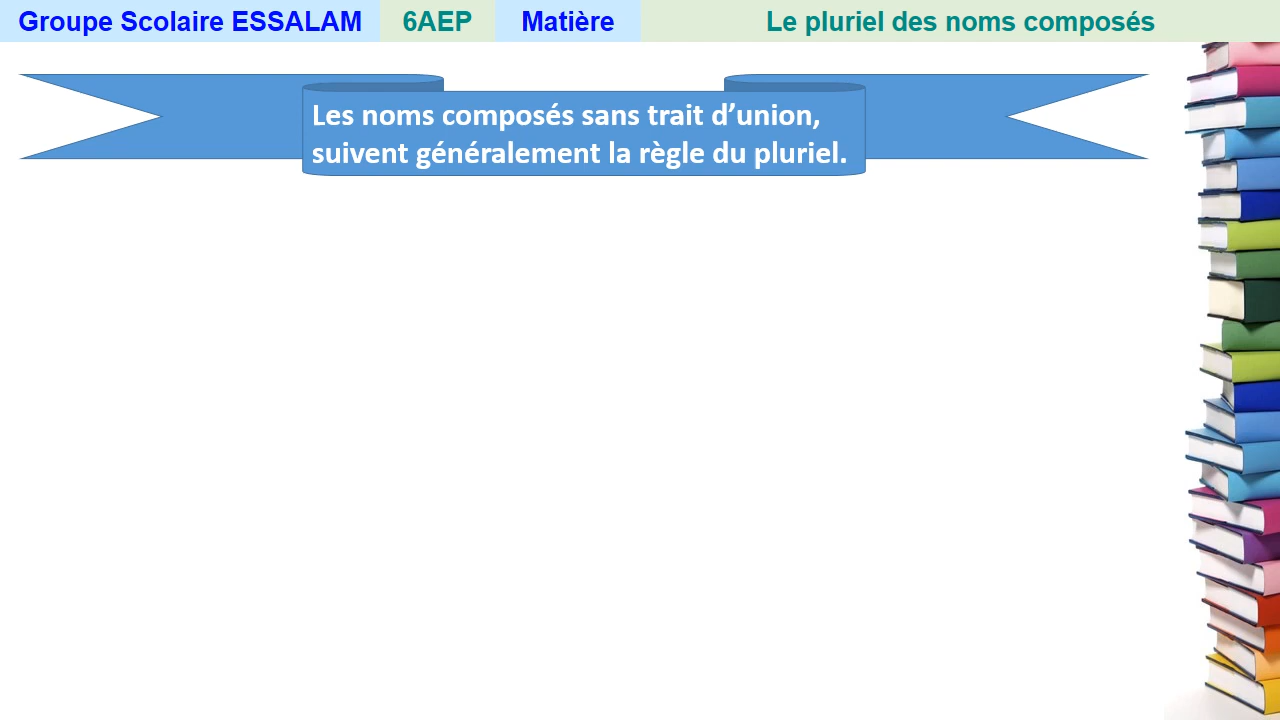 Groupe Scolaire ESSALAM 6AEP Matière Le pluriel des noms composés
Les noms composés sans trait d’union,
suivent généralement la règle du pluriel.